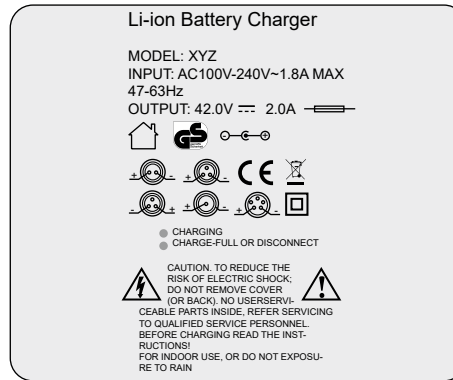 Li-ion Battery Charger
MODEL: XYZ
INPUT: AC100V-240V~1.8A MAX
47-63Hz
OUTPUT: 42.0V ⎓ 2.0A
GS
CE
CHARGING
CHARGE-FULL OR DISCONNECT
CAUTION. TO REDUCE THE
RISK OF ELECTRIC SHOCK;
DO NOT REMOVE COVER
(OR BACK). NO USERSERVI-
CEABLE PARTS INSIDE, REFER SERVICING
TO QUALIFIED SERVICE PERSONNEL.
BEFORE CHARGING READ THE INST-
RUCTIONS!
FOR INDOOR USE, OR DO NOT EXPOSU-
RE TO RAIN